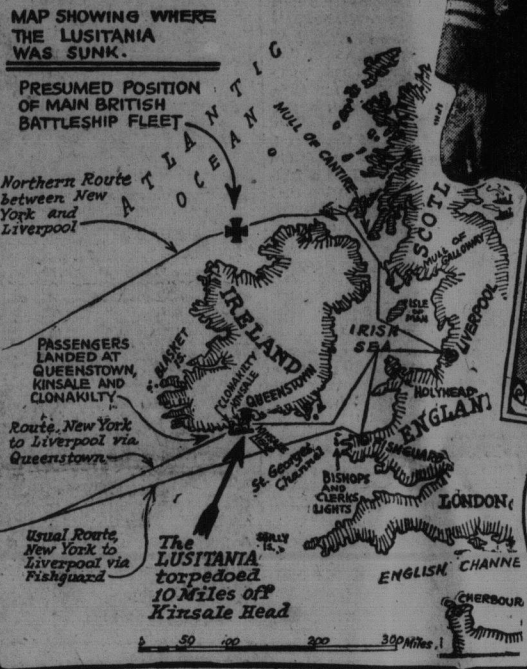 MAP SHOWING WHERE
THE LUSITANIA
WAS SUNK.
PRESUMED POSITION
OF MAIN BRITISH
BATTLESHIP FLEET
ATLANTIC
OCEAN
MULL OF CANTIRE
SCOTL
MULL OF
GALLOWAY
Northern Route
between New
York and
Liverpool
ISLE
OF
MAN
LIVERPOOL
IRISH
SEA
IRELAND
BLASKET
IS.
PASSENGERS
LANDED AT
QUEENSTOWN,
KINSALE AND
CLONAKILTY
CLONAKILTY
KINSALE
QUEENSTOWN
KINSALE
HEAD
HOLYHEAD
ENGLAN
Route, New York
to Liverpool via
Queenstown
St. Georges
Channel
BISHOPS
AND
CLERKS
LIGHTS
LONDON
Usual Route,
New York to
Liverpool via
Fishguard
The
LUSITANIA
torpedoed
10 Miles off
Kinsale Head
SCILLY
IS.
ENGLISH CHANNE
CHERBOUR
50 100 200 300 Miles.